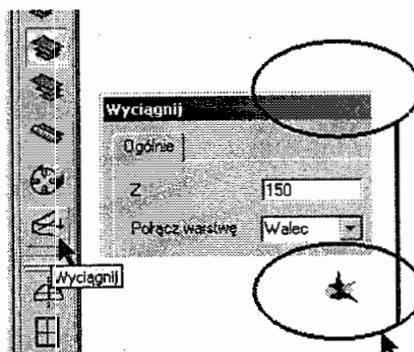 Wyciągnij
Ogólnie
Z 150
Połącz warstwę Walec
Wyciągnij